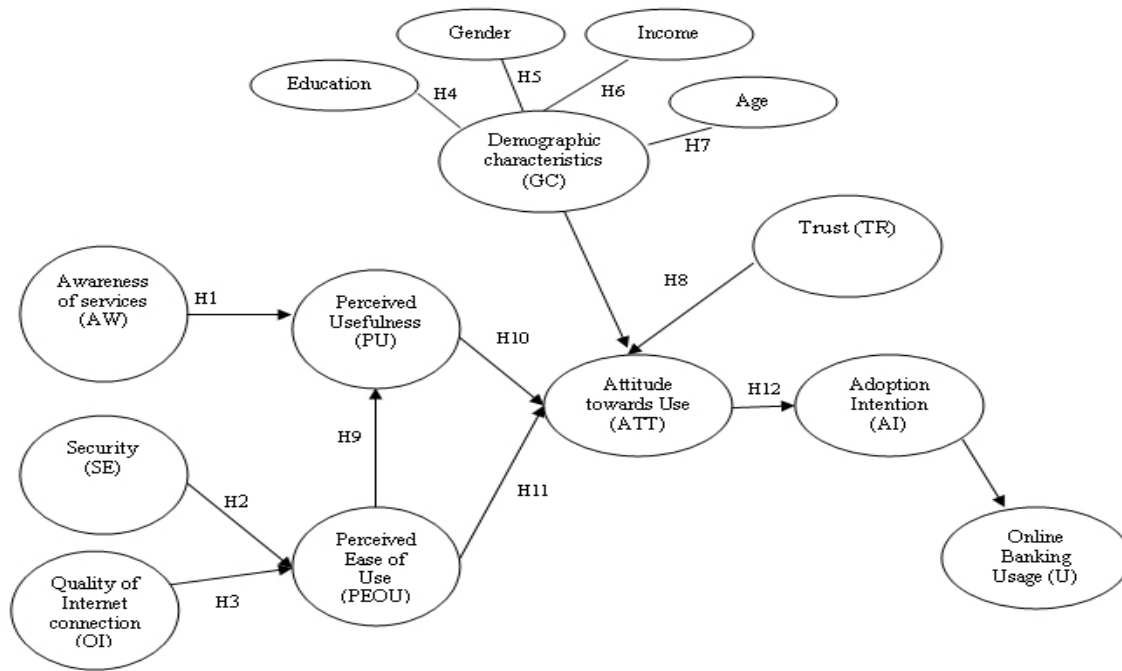 Gender
Income
Education
H5
H4
H6
Age
H7
Demographic
characteristics
(GC)
Trust (TR)
H8
Awareness
of services
(AW)
H1
Perceived
Usefulness
(PU)
H10
Attitude
towards Use
(ATT)
H12
Adoption
Intention
(AI)
Security
(SE)
H9
H2
H11
Perceived
Ease of
Use
(PEOU)
Quality of
Internet
connection
(OI)
H3
Online
Banking
Usage (U)